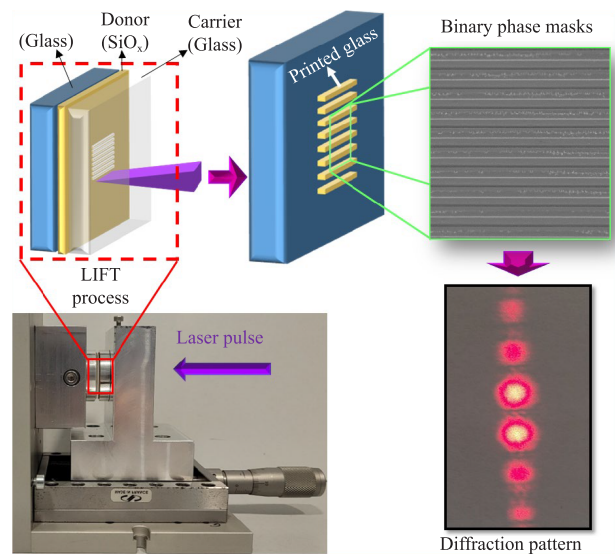 Donor
(Glass)
(SiOₓ)
Carrier
(Glass)
Printed glass
Binary phase masks
LIFT
process
Laser pulse
Diffraction pattern